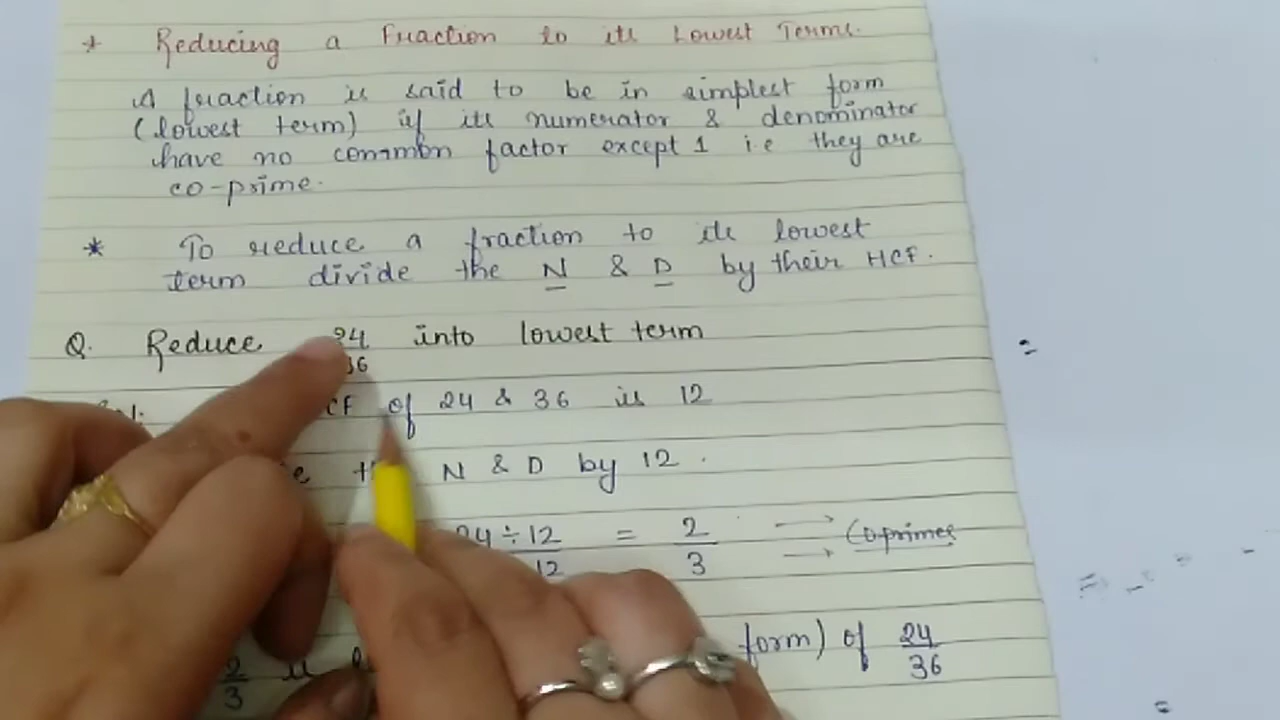 * Reducing a Fraction to its Lowest Terms.
A fraction is said to be in simplest form
(lowest term) if its numerator & denominator
have no common factor except 1 i.e they are
co-prime.
* To reduce a fraction to its lowest
term divide the N & D by their HCF.
Q. Reduce 24 into lowest term
36
CF of 24 & 36 is 12
N & D by 12.
24 ÷ 12 = 2 → Co-primes
12 3 →
2 is form) of 24
3 36